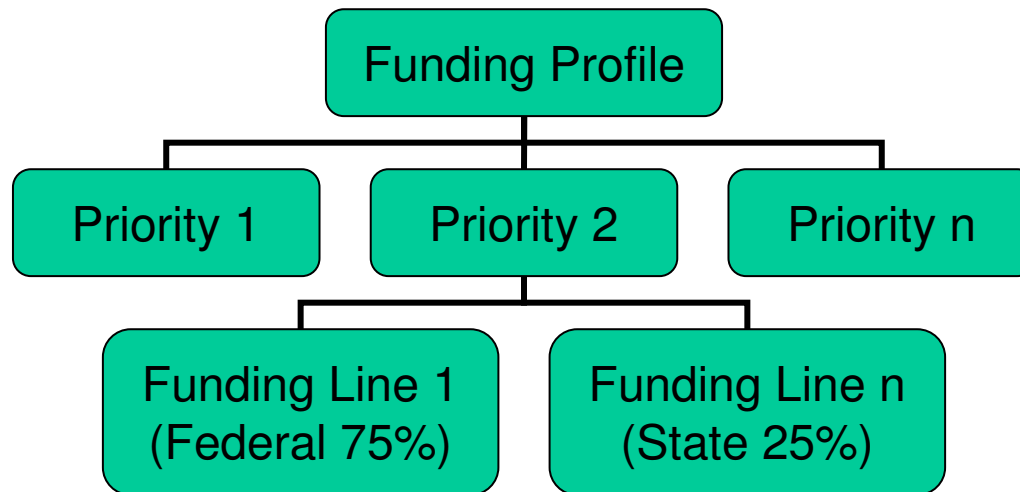 Funding Profile
Priority 1
Priority 2
Priority n
Funding Line 1
(Federal 75%)
Funding Line n
(State 25%)